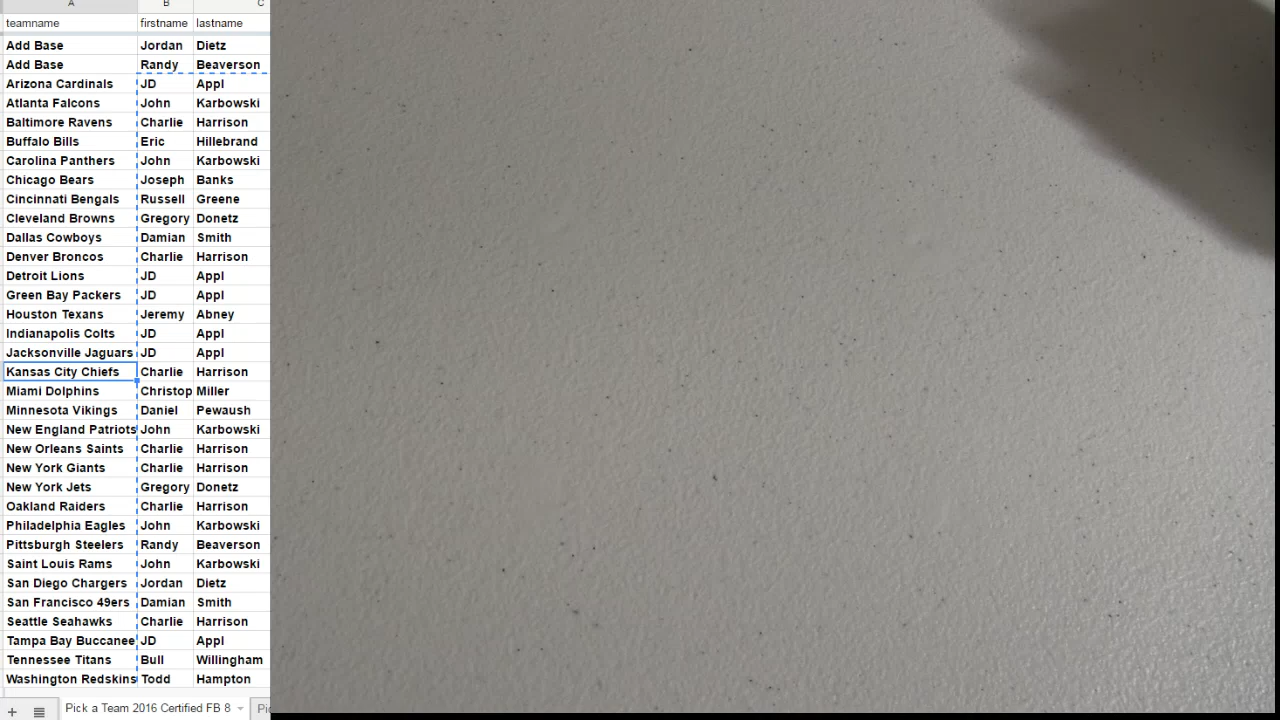 A B C
teamname firstname lastname
Add Base Jordan Dietz
Add Base Randy Beaverson
Arizona Cardinals JD Appl
Atlanta Falcons John Karbowski
Baltimore Ravens Charlie Harrison
Buffalo Bills Eric Hillebrand
Carolina Panthers John Karbowski
Chicago Bears Joseph Banks
Cincinnati Bengals Russell Greene
Cleveland Browns Gregory Donetz
Dallas Cowboys Damian Smith
Denver Broncos Charlie Harrison
Detroit Lions JD Appl
Green Bay Packers JD Appl
Houston Texans Jeremy Abney
Indianapolis Colts JD Appl
Jacksonville Jaguars JD Appl
Kansas City Chiefs Charlie Harrison
Miami Dolphins Christop Miller
Minnesota Vikings Daniel Pewaush
New England Patriots John Karbowski
New Orleans Saints Charlie Harrison
New York Giants Charlie Harrison
New York Jets Gregory Donetz
Oakland Raiders Charlie Harrison
Philadelphia Eagles John Karbowski
Pittsburgh Steelers Randy Beaverson
Saint Louis Rams John Karbowski
San Diego Chargers Jordan Dietz
San Francisco 49ers Damian Smith
Seattle Seahawks Charlie Harrison
Tampa Bay Buccanee JD Appl
Tennessee Titans Bull Willingham
Washington Redskins Todd Hampton
Pick a Team 2016 Certified FB 8